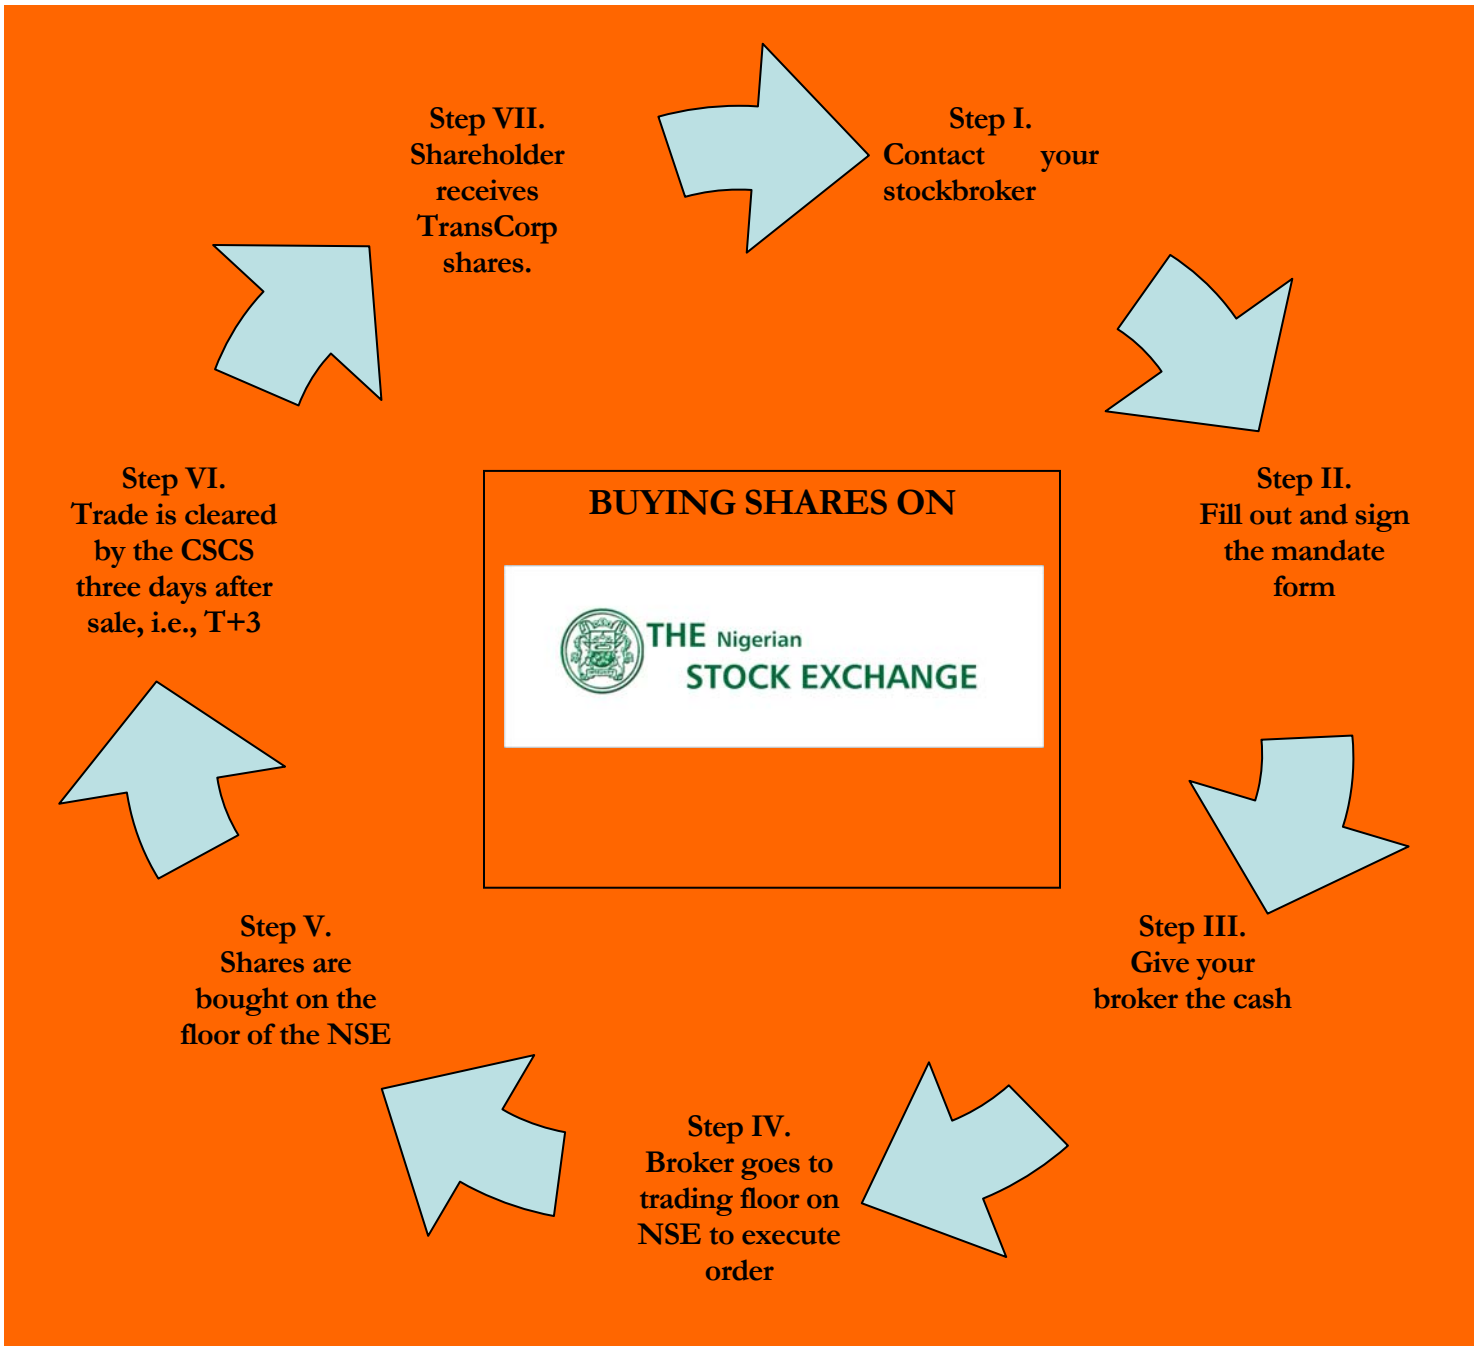 Step I.
Contact your
stockbroker
Step II.
Fill out and sign
the mandate
form
Step III.
Give your
broker the cash
Step IV.
Broker goes to
trading floor on
NSE to execute
order
Step V.
Shares are
bought on the
floor of the NSE
Step VI.
Trade is cleared
by the CSCS
three days after
sale, i.e., T+3
Step VII.
Shareholder
receives
TransCorp
shares.
BUYING SHARES ON
THE Nigerian
STOCK EXCHANGE